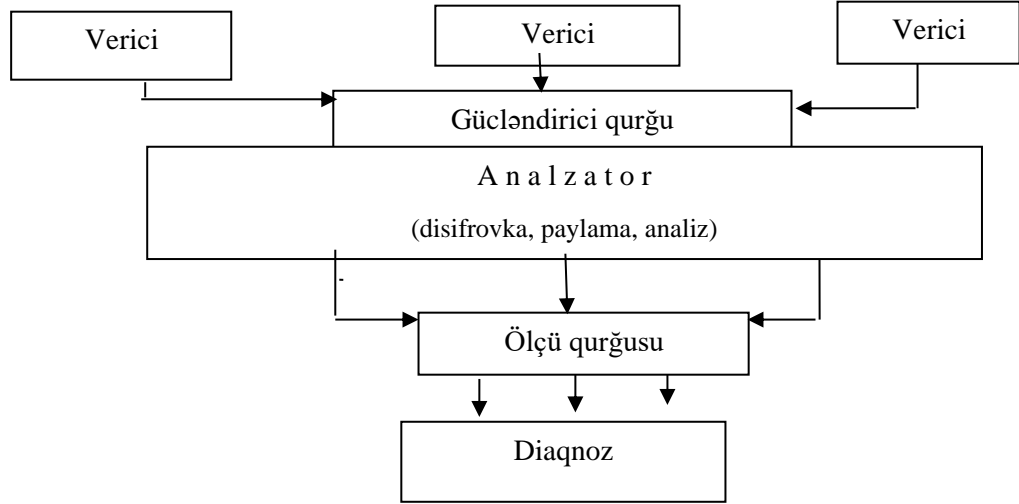 Verici
Verici
Verici
Gücləndirici qurğu
A n a l z a t o r
(disifrovka, paylama, analiz)
-
Ölçü qurğusu
Diaqnoz